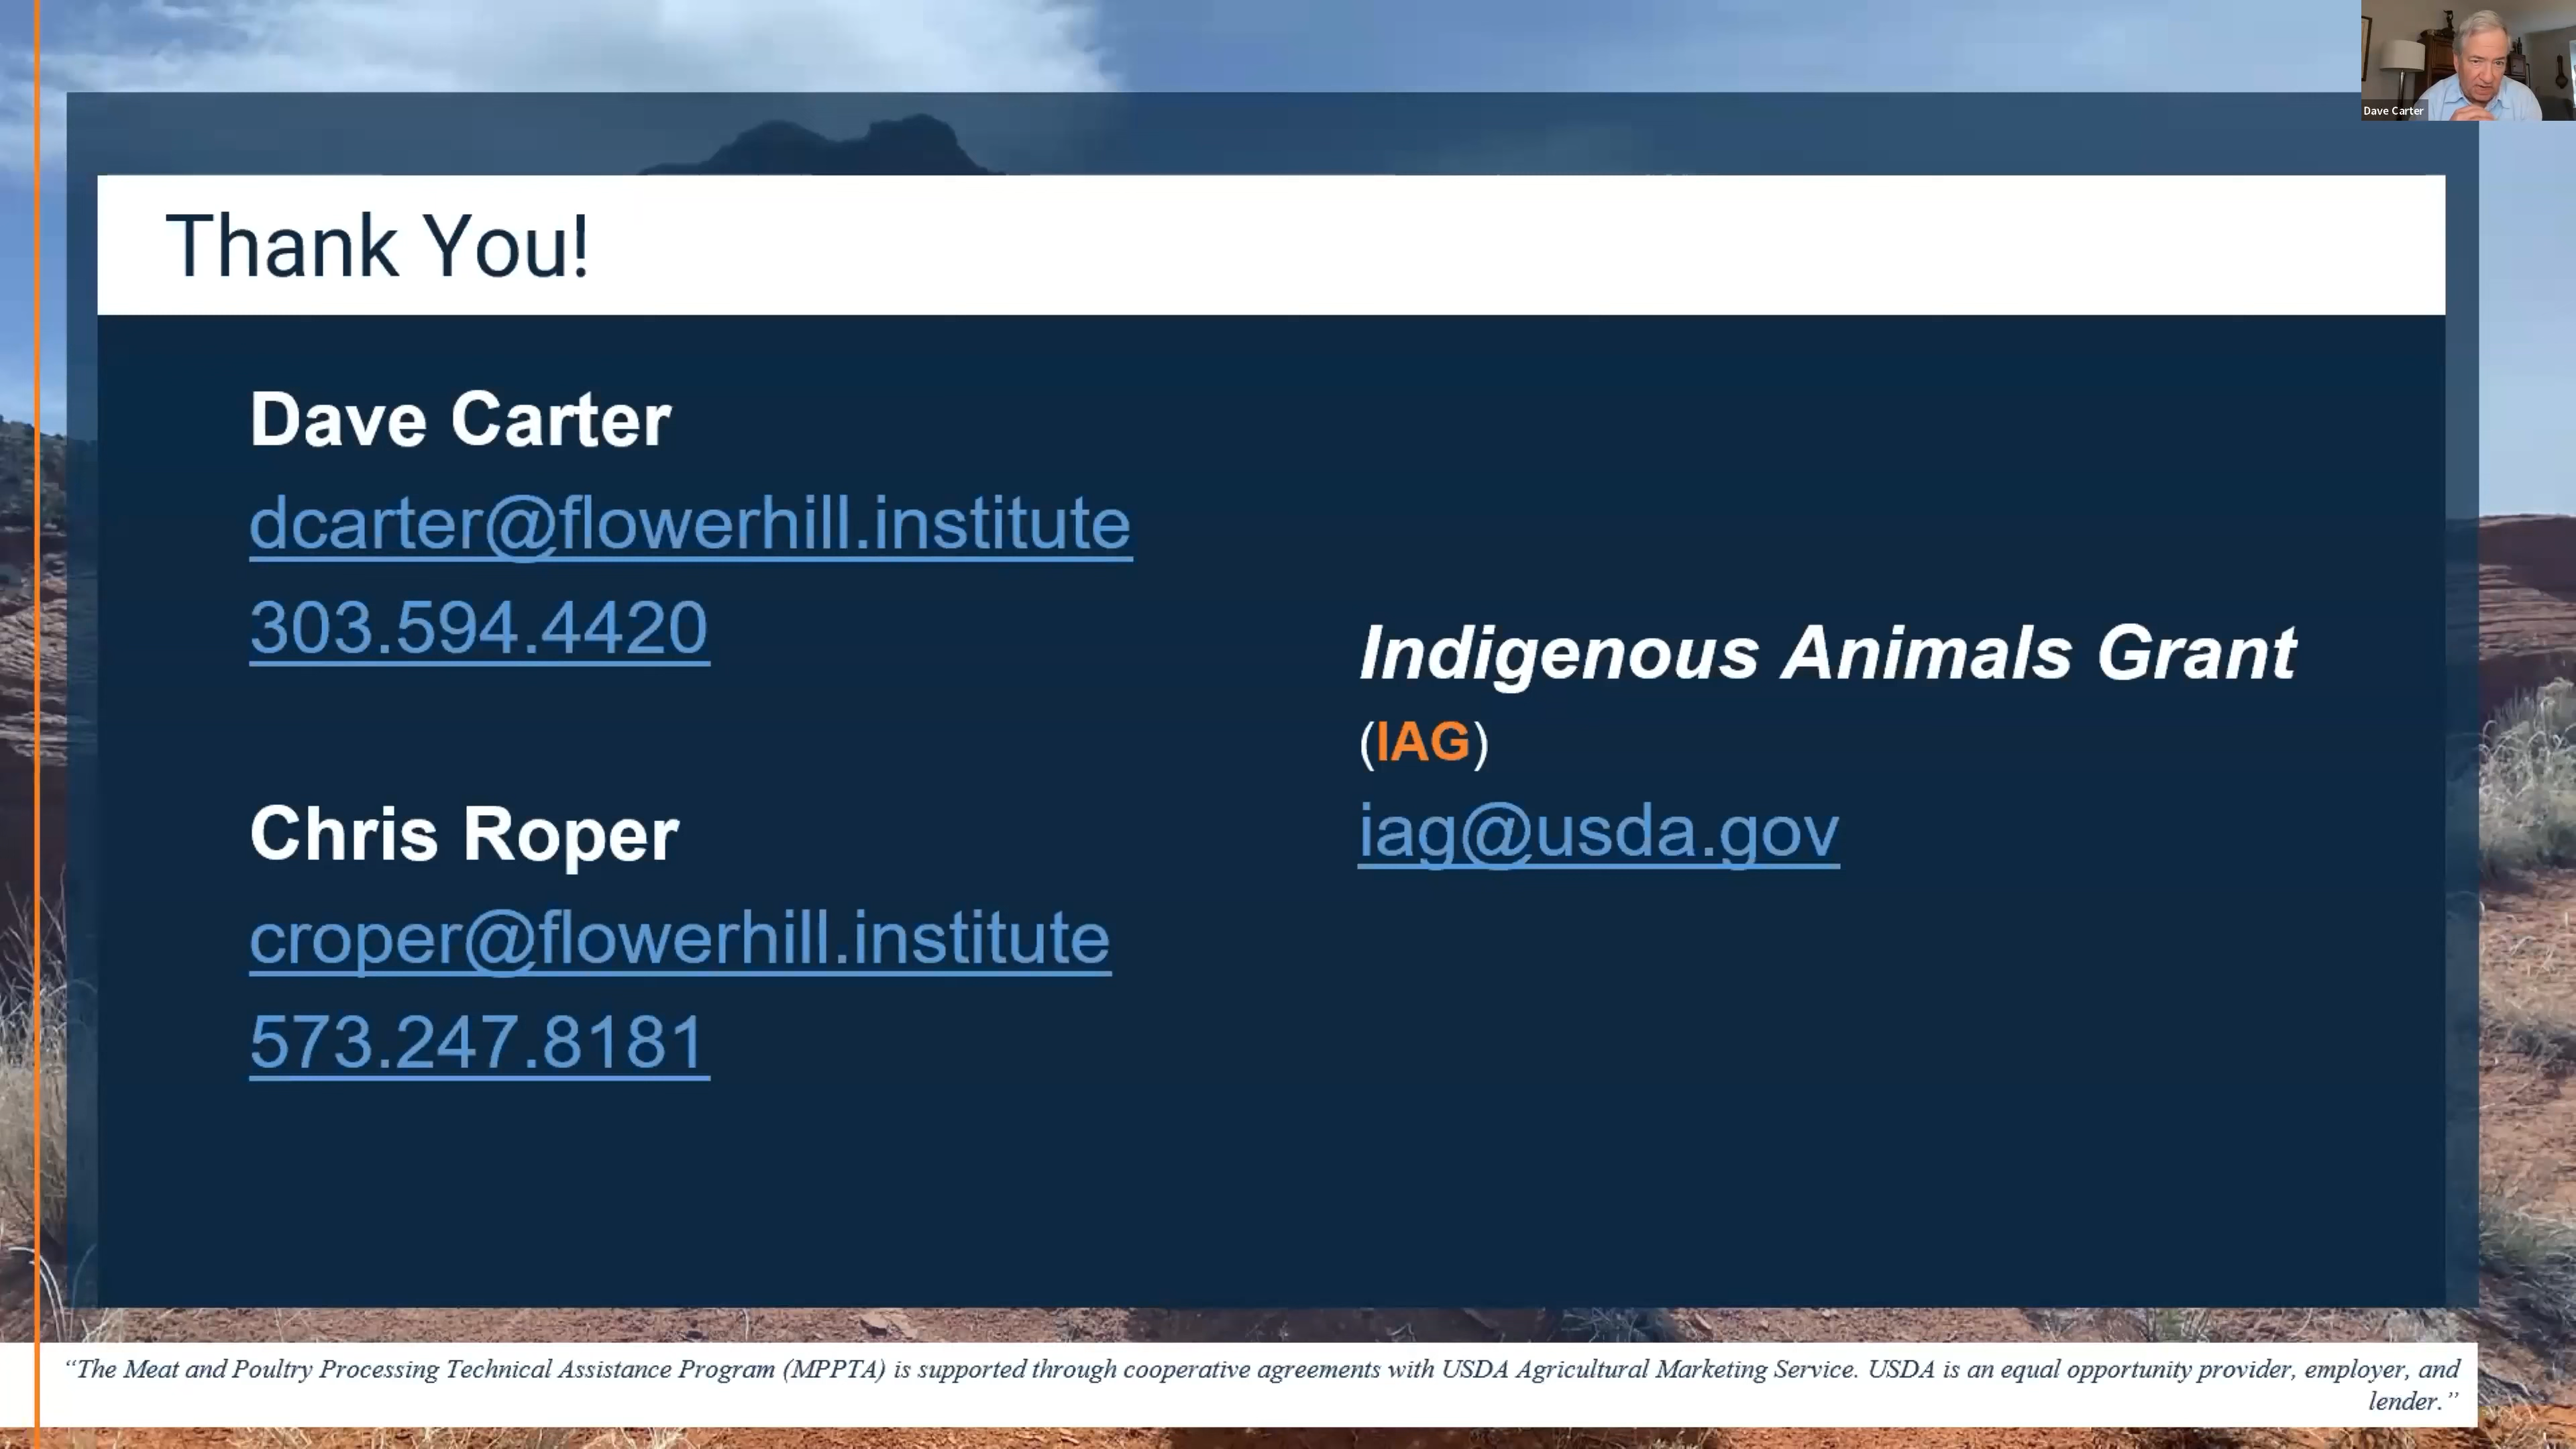 Dave Carter
Thank You!
Dave Carter
dcarter@flowerhill.institute
303.594.4420
Chris Roper
croper@flowerhill.institute
573.247.8181
Indigenous Animals Grant
(IAG)
iag@usda.gov
“The Meat and Poultry Processing Technical Assistance Program (MPPTA) is supported through cooperative agreements with USDA Agricultural Marketing Service. USDA is an equal opportunity provider, employer, and
lender.”